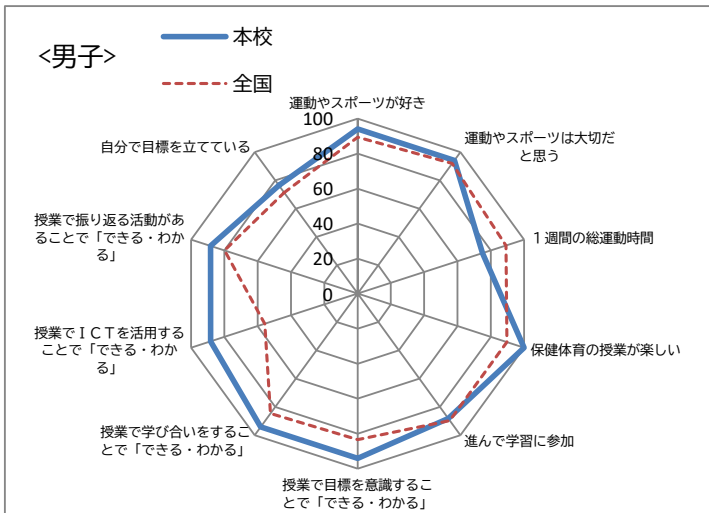 <男子>
本校
全国
運動やスポーツが好き
運動やスポーツは大切だ
と思う
１週間の総運動時間
保健体育の授業が楽しい
進んで学習に参加
授業で目標を意識するこ
とで「できる・わかる」
授業で学び合いをするこ
とで「できる・わかる」
授業でＩＣＴを活用する
ことで「できる・わか
る」
授業で振り返る活動があ
ることで「できる・わか
る」
自分で目標を立てている
100
80
60
40
20
0